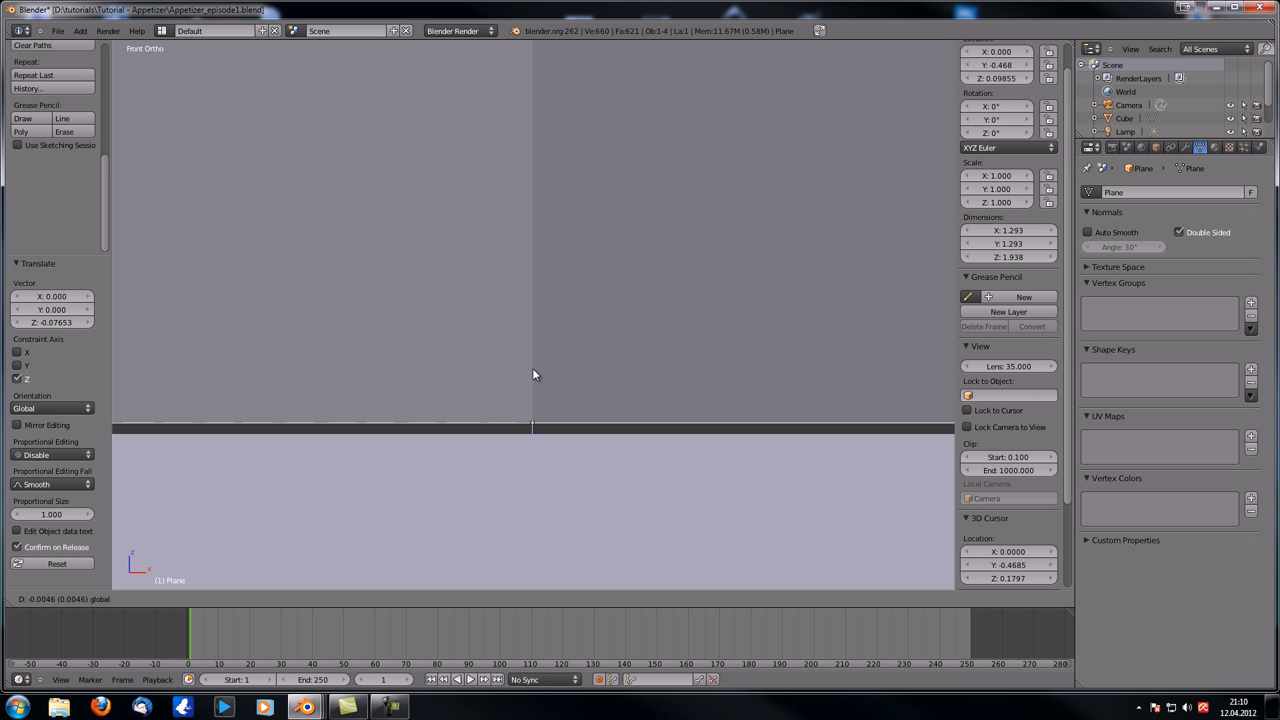 Blender* [D:\tutorials\Tutorial - Appetizer\Appetizer_episode1.blend]
File Add Render Help Default Scene Blender Render blender.org 262 | Ve:660 | Fa:621 | Ob:1-4 | La:1 | Mem:11.67M (0.58M) | Plane
Clear Paths
Repeat:
Repeat Last
History...
Grease Pencil:
Draw Line
Poly Erase
Use Sketching Sessio
Translate
Vector
X: 0.000
Y: 0.000
Z: -0.07653
Constraint Axis
X
Y
Z
Orientation
Global
Mirror Editing
Proportional Editing
Disable
Proportional Editing Fall
Smooth
Proportional Size
1.000
Edit Object data text
Confirm on Release
Reset
Front Ortho
z
x
(1) Plane
D: -0.0046 (0.0046) global
X: 0.000
Y: -0.468
Z: 0.09855
Rotation:
X: 0°
Y: 0°
Z: 0°
XYZ Euler
Scale:
X: 1.000
Y: 1.000
Z: 1.000
Dimensions:
X: 1.293
Y: 1.293
Z: 1.938
Grease Pencil
New
New Layer
Delete Frame Convert
View
Lens: 35.000
Lock to Object:
Lock to Cursor
Lock Camera to View
Clip:
Start: 0.100
End: 1000.000
Local Camera:
Camera
3D Cursor
Location:
X: 0.0000
Y: -0.4685
Z: 0.1797
View Search All Scenes
Scene
RenderLayers
World
Camera
Cube
Lamp
Plane Plane
Plane F
Normals
Auto Smooth Double Sided
Angle: 30°
Texture Space
Vertex Groups
Shape Keys
UV Maps
Vertex Colors
Custom Properties
-50 -40 -30 -20 -10 0 10 20 30 40 50 60 70 80 90 100 110 120 130 140 150 160 170 180 190 200 210 220 230 240 250 260 270 280
View Marker Frame Playback Start: 1 End: 250 1 No Sync
21:10
12.04.2012